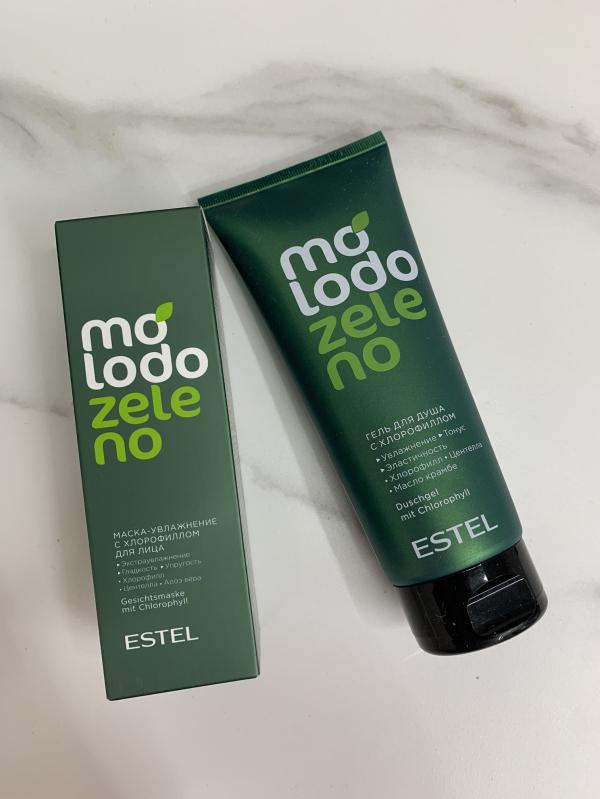 mo
lodo
zele
no
МАСКА-УВЛАЖНЕНИЕ
С ХЛОРОФИЛЛОМ
ДЛЯ ЛИЦА
▸ Экстраувлажнение
▸ Гладкость ▸ Упругость
• Хлорофилл
• Центелла • Алоэ вера
Gesichtsmaske
mit Chlorophyll
ESTEL
mo
lodo
zele
no
ГЕЛЬ ДЛЯ ДУША
С ХЛОРОФИЛЛОМ
▸ Увлажнение ▸ Тонус
▸ Эластичность
• Хлорофилл • Центелла
• Масло крамбе
Duschgel
mit Chlorophyll
ESTEL